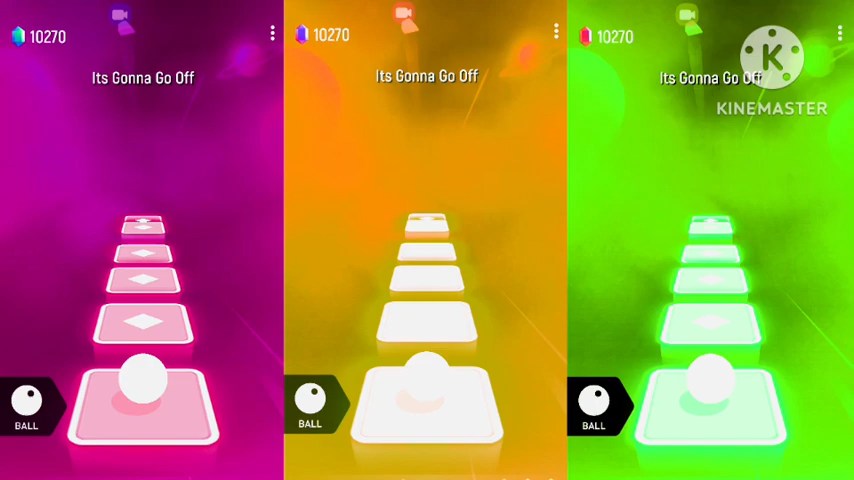 10270
Its Gonna Go Off
BALL
10270
Its Gonna Go Off
BALL
10270
Its Gonna Go Off
K
KINEMASTER
BALL